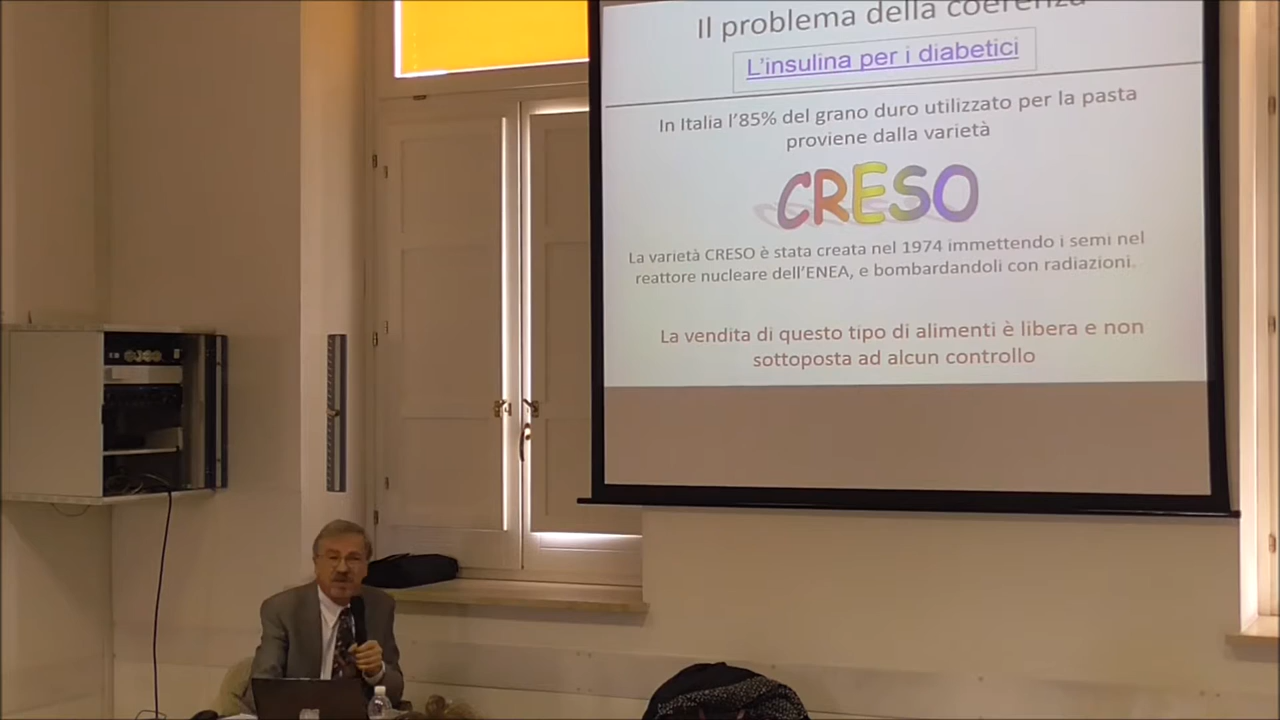 Il problema della coerenza
L'insulina per i diabetici
In Italia l'85% del grano duro utilizzato per la pasta
proviene dalla varietà
CRESO
La varietà CRESO è stata creata nel 1974 immettendo i semi nel
reattore nucleare dell'ENEA, e bombardandoli con radiazioni.
La vendita di questo tipo di alimenti è libera e non
sottoposta ad alcun controllo